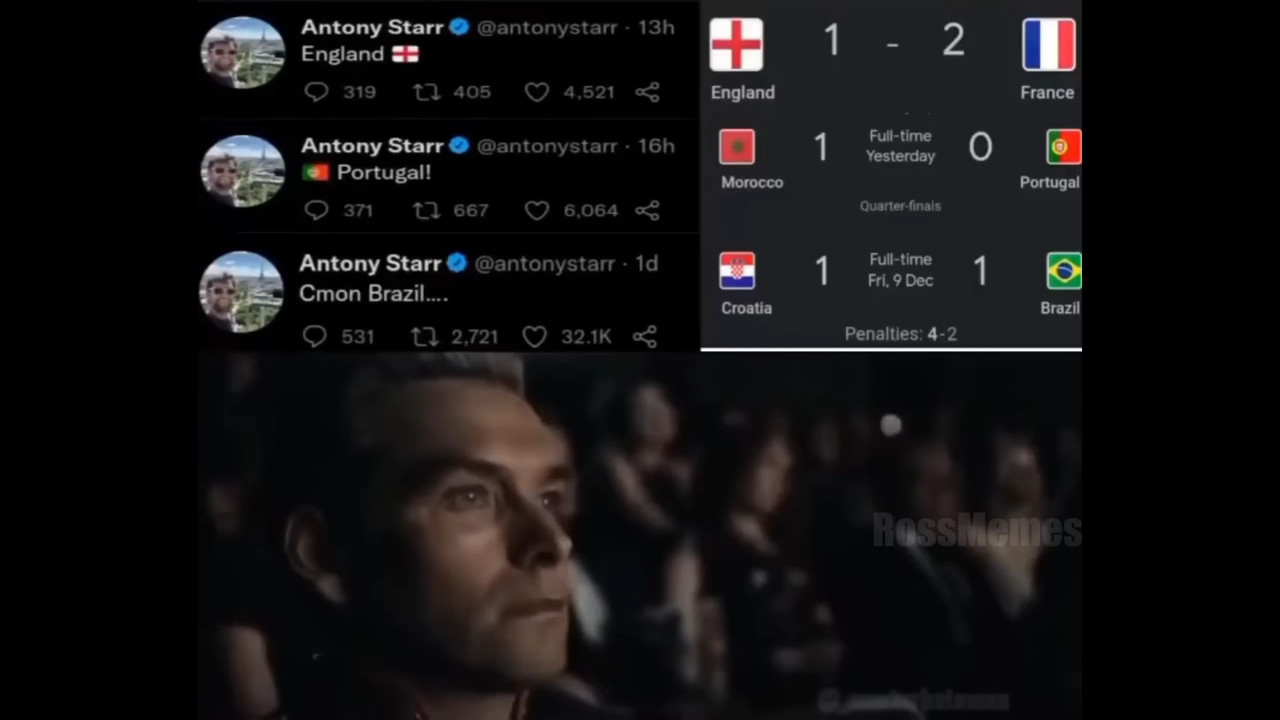 Antony Starr @antonystarr · 13h
England 🏴󠁧󠁢󠁥󠁮󠁧󠁿
319 405 4,521
Antony Starr @antonystarr · 16h
🇵🇹 Portugal!
371 667 6,064
Antony Starr @antonystarr · 1d
Cmon Brazil....
531 2,721 32.1K
1 - 2
England France
1 Full-time 0
Yesterday
Morocco Portugal
Quarter-finals
1 Full-time 1
Fri, 9 Dec
Croatia Brazil
Penalties: 4-2
RossMemes